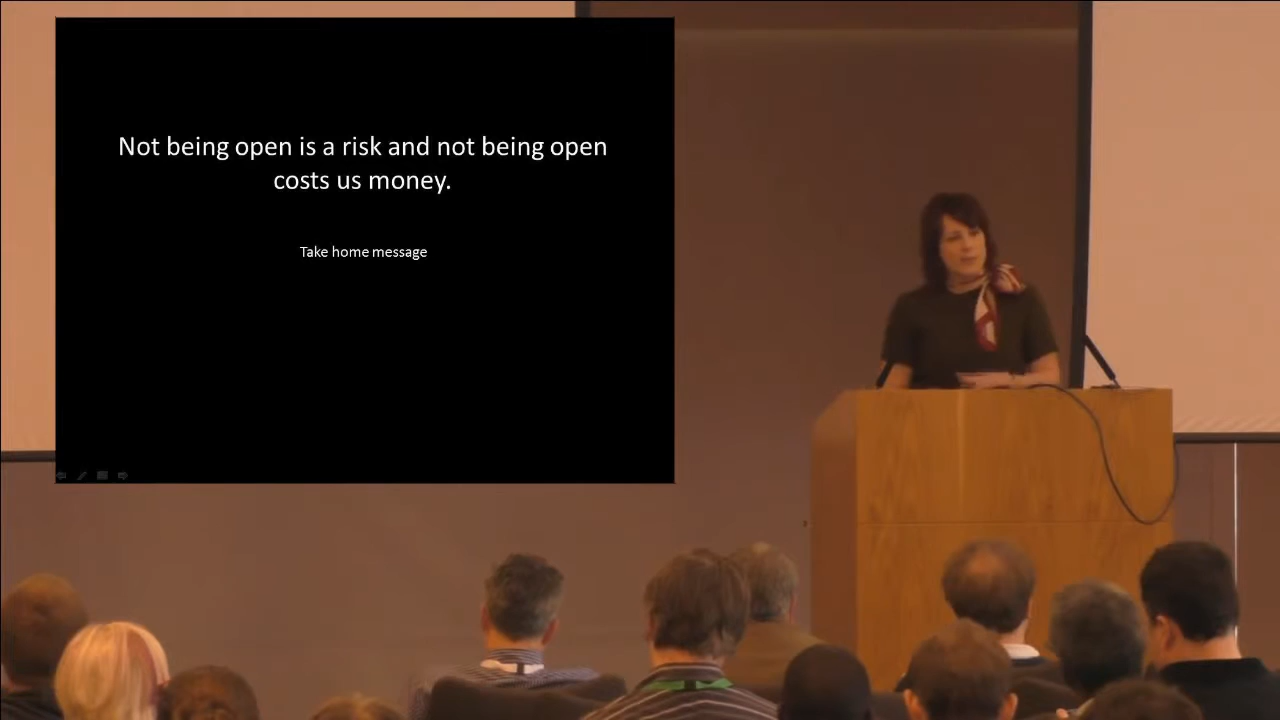 Not being open is a risk and not being open
costs us money.
Take home message